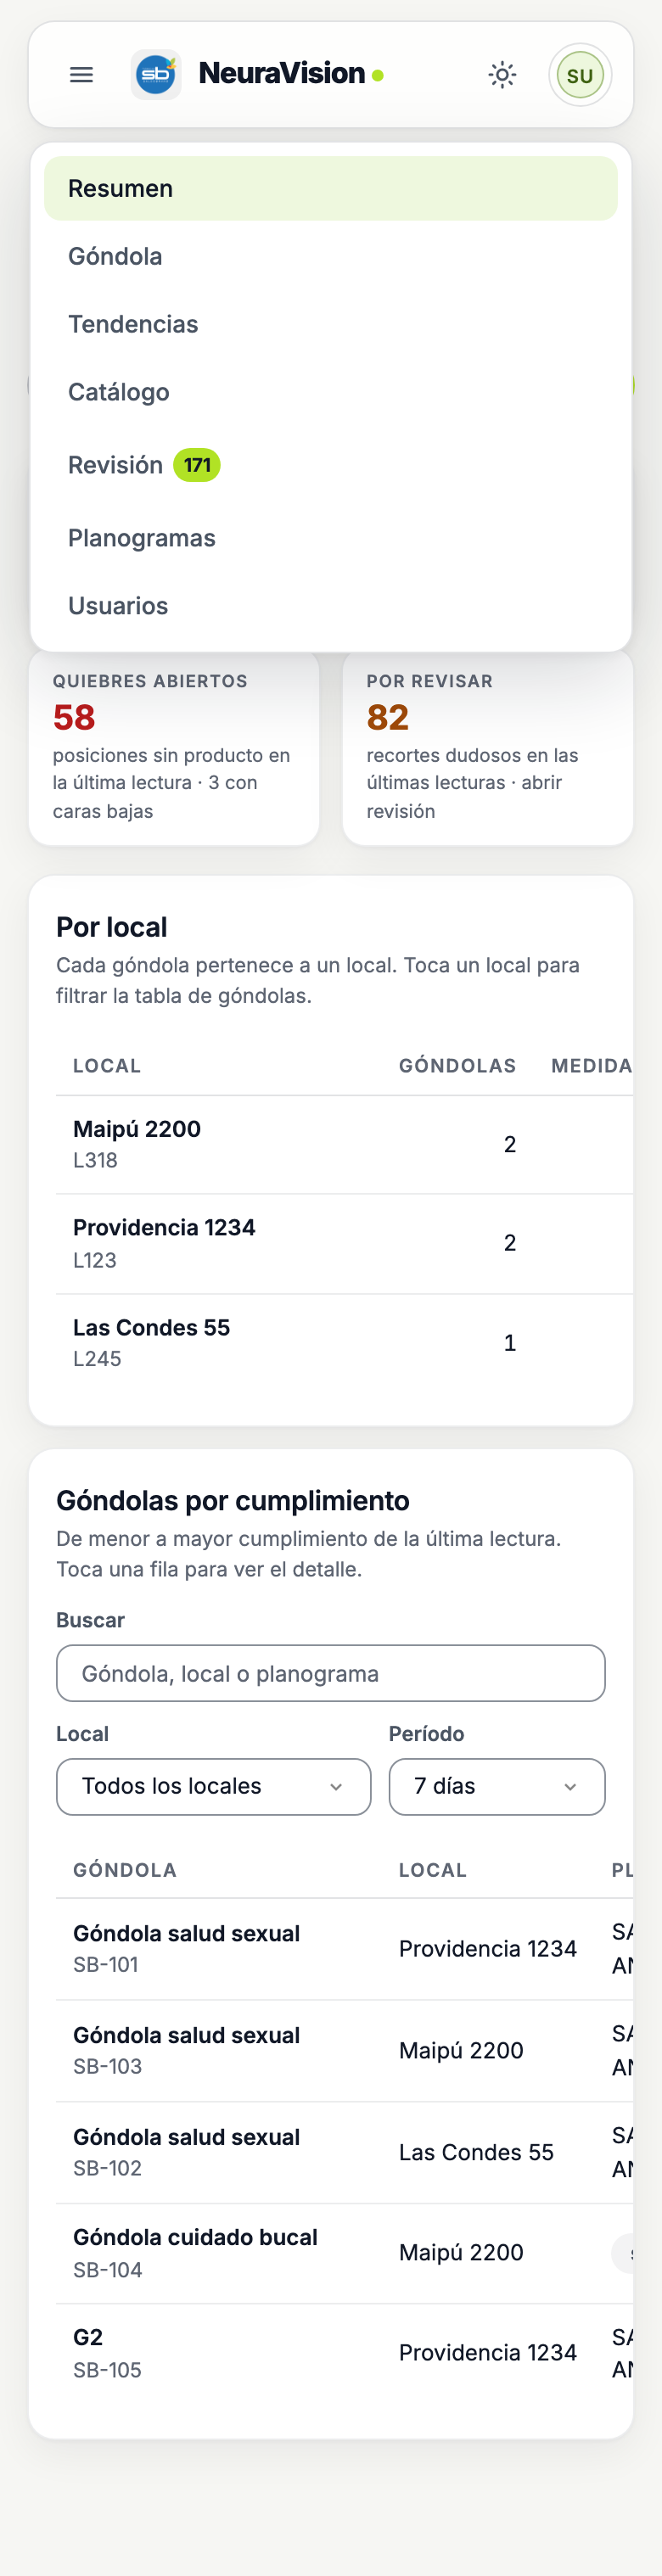 sb
NeuraVision
SU
Resumen
Góndola
Tendencias
Catálogo
Revisión 171
Planogramas
Usuarios
QUIEBRES ABIERTOS
58
posiciones sin producto en
la última lectura · 3 con
caras bajas
POR REVISAR
82
recortes dudosos en las
últimas lecturas · abrir
revisión
Por local
Cada góndola pertenece a un local. Toca un local para
filtrar la tabla de góndolas.
LOCAL GÓNDOLAS MEDIDA
Maipú 2200
L318
2
Providencia 1234
L123
2
Las Condes 55
L245
1
Góndolas por cumplimiento
De menor a mayor cumplimiento de la última lectura.
Toca una fila para ver el detalle.
Buscar
Góndola, local o planograma
Local Período
Todos los locales 7 días
GÓNDOLA LOCAL PL
Góndola salud sexual
SB-101
Providencia 1234
Góndola salud sexual
SB-103
Maipú 2200
Góndola salud sexual
SB-102
Las Condes 55
Góndola cuidado bucal
SB-104
Maipú 2200
G2
SB-105
Providencia 1234